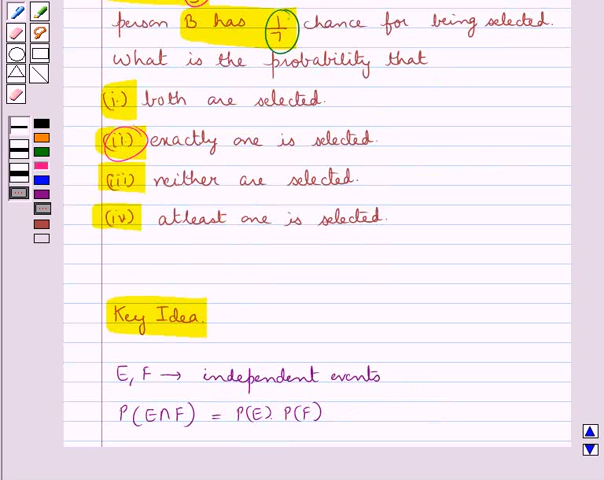 person B has 1/7 chance for being selected.
What is the probability that
(i) both are selected.
(ii) exactly one is selected.
(iii) neither are selected.
(iv) atleast one is selected.
Key Idea.
E, F → independent events
P(E∩F) = P(E). P(F)